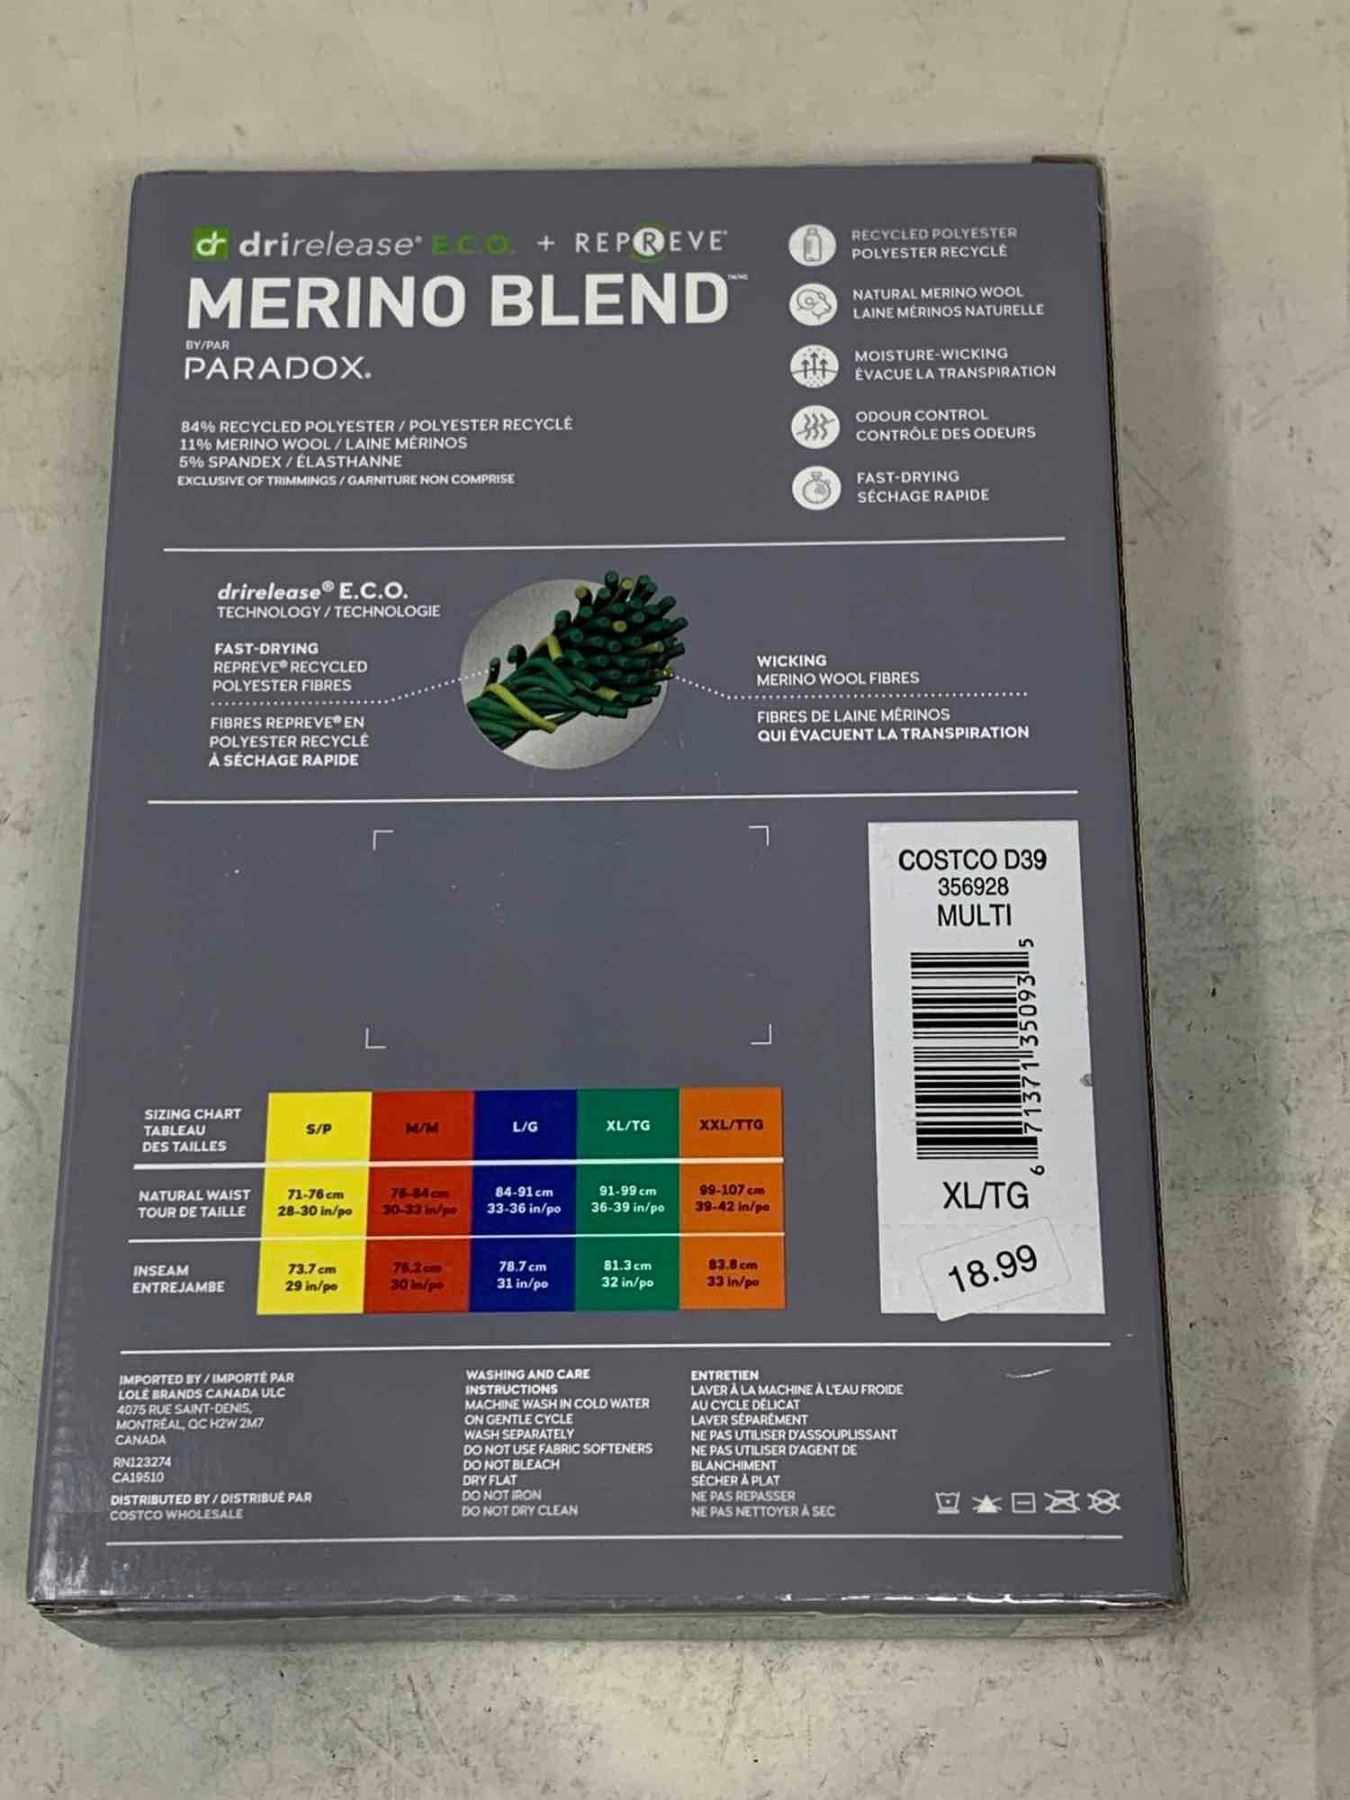 dr drirelease® E.C.O. + REPREVE®
MERINO BLEND™/MC
BY/PAR
PARADOX.
84% RECYCLED POLYESTER / POLYESTER RECYCLÉ
11% MERINO WOOL / LAINE MÉRINOS
5% SPANDEX / ÉLASTHANNE
EXCLUSIVE OF TRIMMINGS / GARNITURE NON COMPRISE
RECYCLED POLYESTER
POLYESTER RECYCLÉ
NATURAL MERINO WOOL
LAINE MÉRINOS NATURELLE
MOISTURE-WICKING
ÉVACUE LA TRANSPIRATION
ODOUR CONTROL
CONTRÔLE DES ODEURS
FAST-DRYING
SÉCHAGE RAPIDE
drirelease® E.C.O.
TECHNOLOGY / TECHNOLOGIE
FAST-DRYING
REPREVE® RECYCLED
POLYESTER FIBRES
FIBRES REPREVE® EN
POLYESTER RECYCLÉ
À SÉCHAGE RAPIDE
WICKING
MERINO WOOL FIBRES
FIBRES DE LAINE MÉRINOS
QUI ÉVACUENT LA TRANSPIRATION
COSTCO D39
356928
MULTI
6 71371 35093 5
XL/TG
18.99
SIZING CHART
TABLEAU
DES TAILLES
S/P M/M L/G XL/TG XXL/TTG
NATURAL WAIST
TOUR DE TAILLE
71-76 cm 76-84 cm 84-91 cm 91-99 cm 99-107 cm
28-30 in/po 30-33 in/po 33-36 in/po 36-39 in/po 39-42 in/po
INSEAM
ENTREJAMBE
73.7 cm 76.2 cm 78.7 cm 81.3 cm 83.8 cm
29 in/po 30 in/po 31 in/po 32 in/po 33 in/po
IMPORTED BY / IMPORTÉ PAR
LOLË BRANDS CANADA ULC
4075 RUE SAINT-DENIS,
MONTRÉAL, QC H2W 2M7
CANADA
RN123274
CA19510
DISTRIBUTED BY / DISTRIBUÉ PAR
COSTCO WHOLESALE
WASHING AND CARE
INSTRUCTIONS
MACHINE WASH IN COLD WATER
ON GENTLE CYCLE
WASH SEPARATELY
DO NOT USE FABRIC SOFTENERS
DO NOT BLEACH
DRY FLAT
DO NOT IRON
DO NOT DRY CLEAN
ENTRETIEN
LAVER À LA MACHINE À L'EAU FROIDE
AU CYCLE DÉLICAT
LAVER SÉPARÉMENT
NE PAS UTILISER D'ASSOUPLISSANT
NE PAS UTILISER D'AGENT DE
BLANCHIMENT
SÉCHER À PLAT
NE PAS REPASSER
NE PAS NETTOYER À SEC